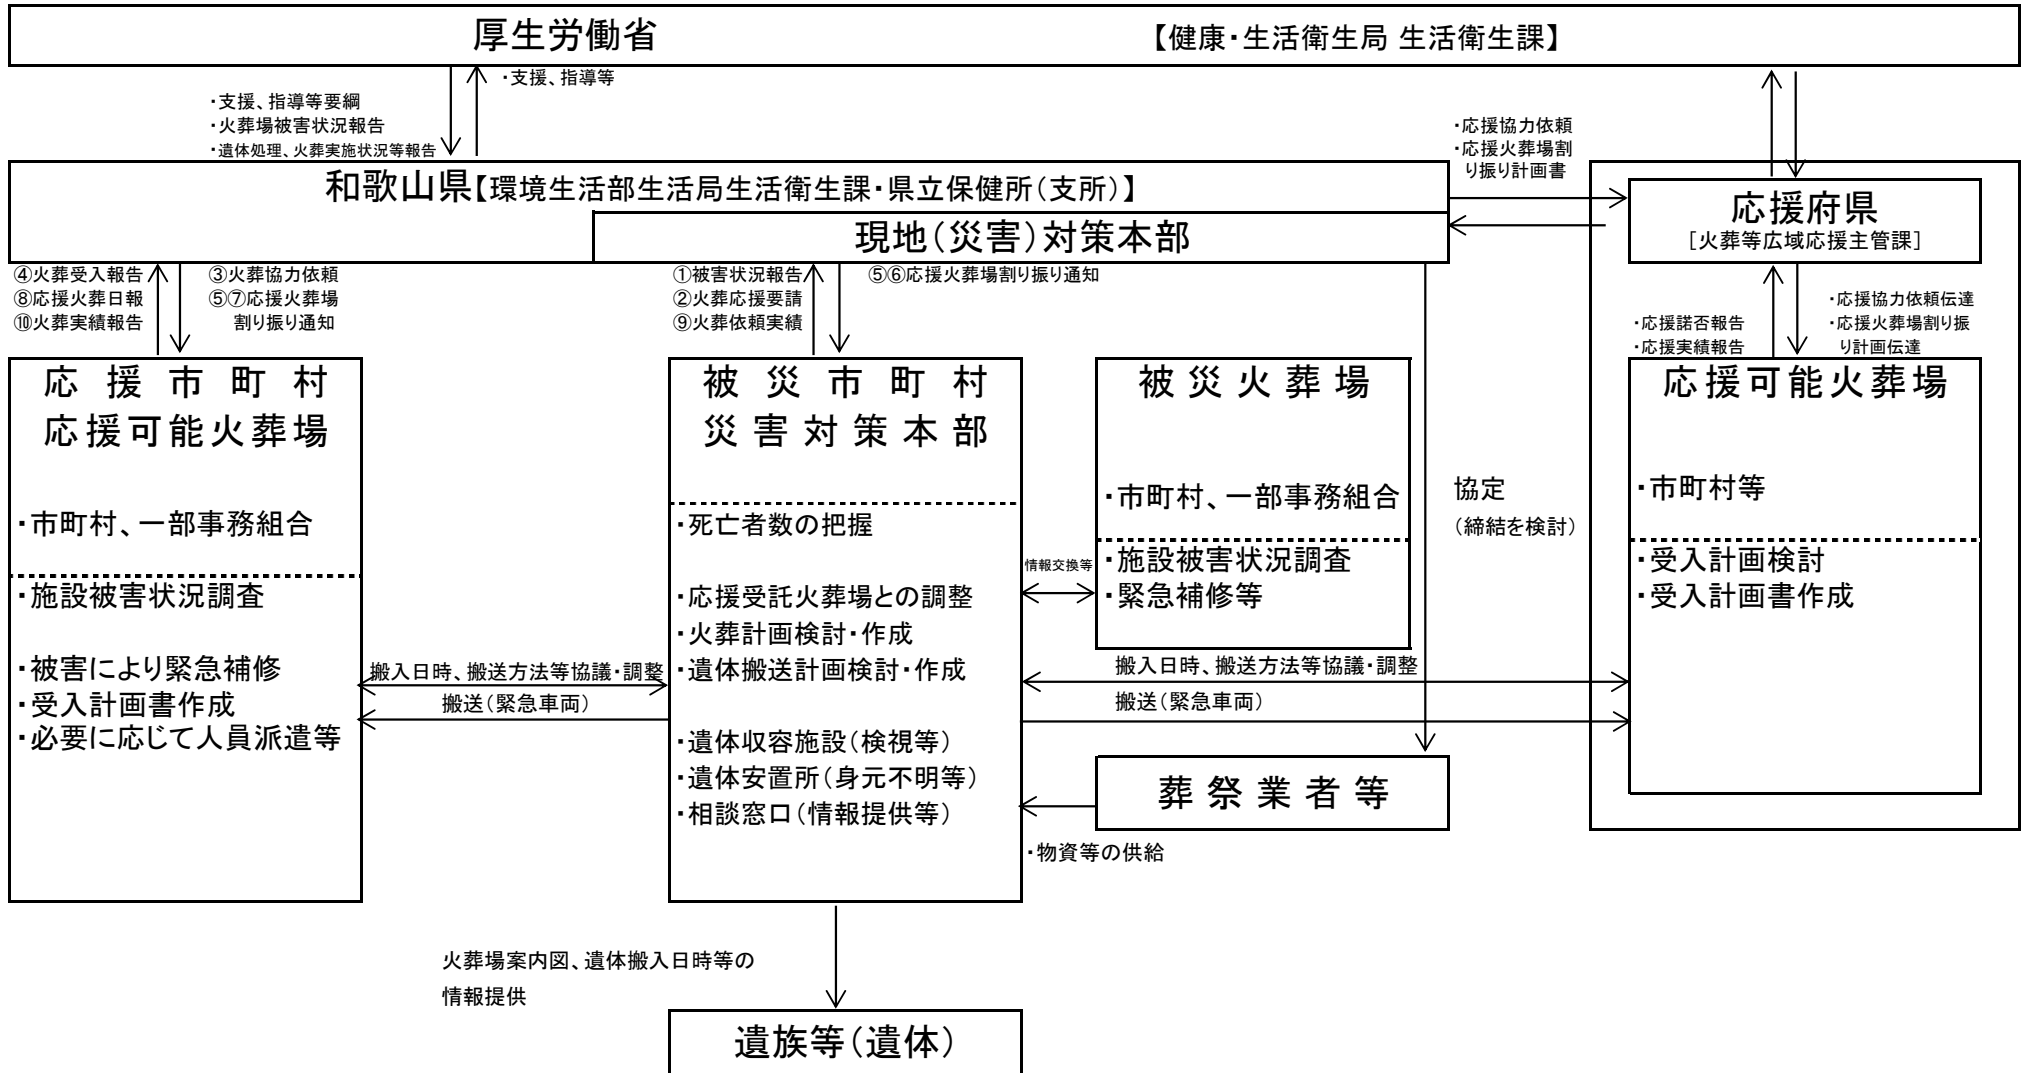 厚生労働省 【健康・生活衛生局 生活衛生課】
・支援、指導等
・支援、指導等要綱
・火葬場被害状況報告
・遺体処理、火葬実施状況等報告
・応援協力依頼
・応援火葬場割
り振り計画書
和歌山県【環境生活部生活局生活衛生課・県立保健所（支所）】
現地（災害）対策本部
応援府県
［火葬等広域応援主管課］
④火葬受入報告
⑧応援火葬日報
⑩火葬実績報告
③火葬協力依頼
⑤⑦応援火葬場
割り振り通知
①被害状況報告
②火葬応援要請
⑨火葬依頼実績
⑤⑥応援火葬場割り振り通知
・応援諾否報告
・応援実績報告
・応援協力依頼伝達
・応援火葬場割り振
り計画伝達
応援市町村
応援可能火葬場
・市町村、一部事務組合
・施設被害状況調査
・被害により緊急補修
・受入計画書作成
・必要に応じて人員派遣等
搬入日時、搬送方法等協議・調整
搬送（緊急車両）
被災市町村
災害対策本部
・死亡者数の把握
・応援受託火葬場との調整
・火葬計画検討・作成
・遺体搬送計画検討・作成
・遺体収容施設（検視等）
・遺体安置所（身元不明等）
・相談窓口（情報提供等）
情報交換等
被災火葬場
・市町村、一部事務組合
・施設被害状況調査
・緊急補修等
協定
（締結を検討）
搬入日時、搬送方法等協議・調整
搬送（緊急車両）
応援可能火葬場
・市町村等
・受入計画検討
・受入計画書作成
葬祭業者等
・物資等の供給
火葬場案内図、遺体搬入日時等の
情報提供
遺族等（遺体）